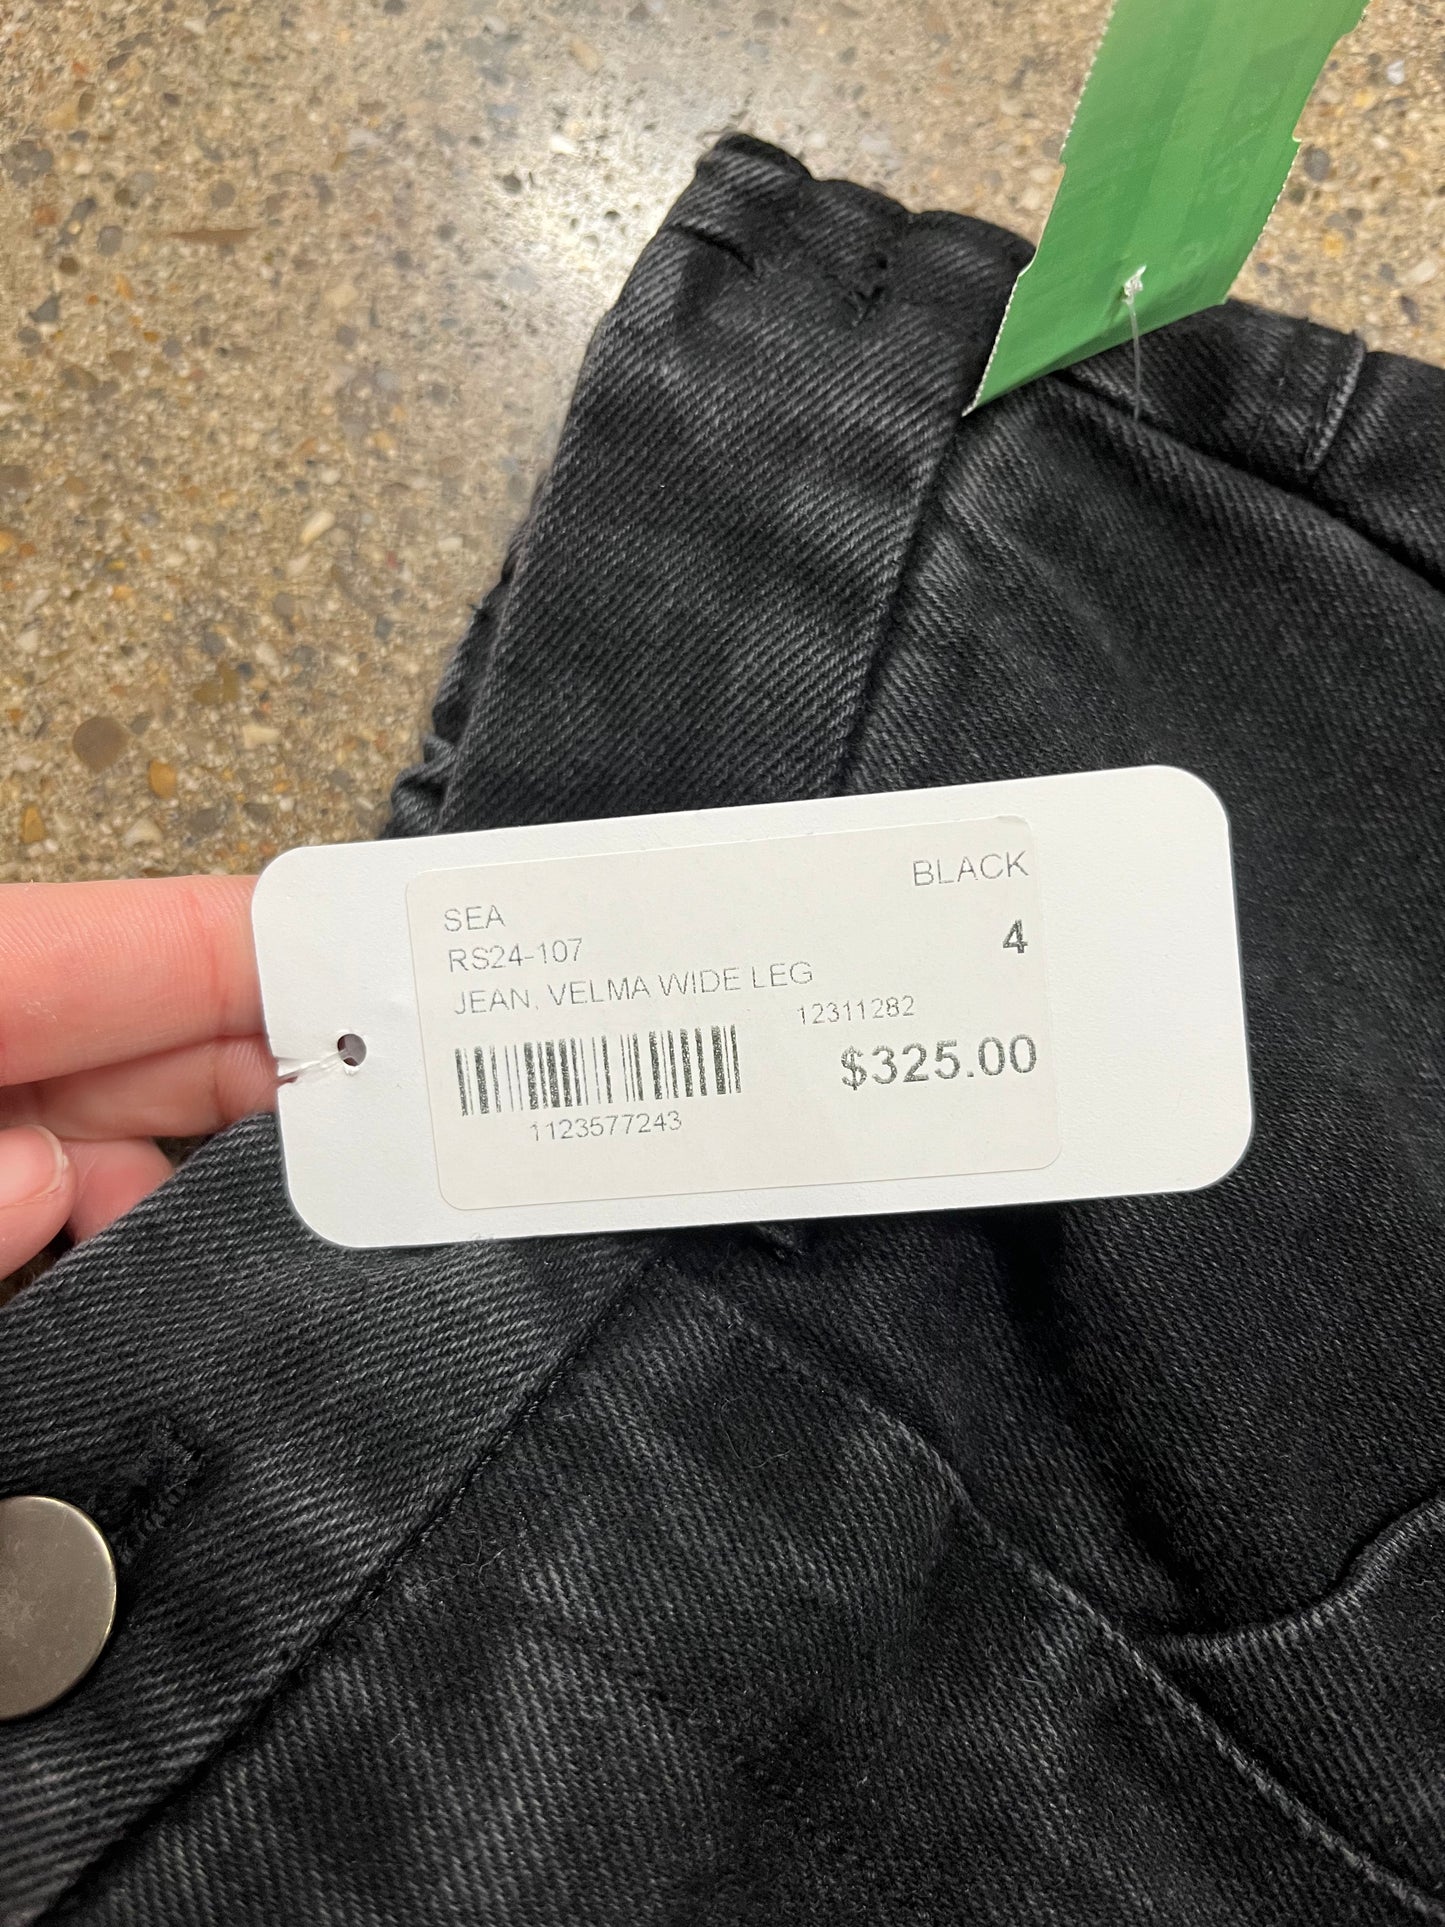 SEA
BLACK
RS24-107
4
JEAN, VELMA WIDE LEG
12311282
$325.00
1123577243